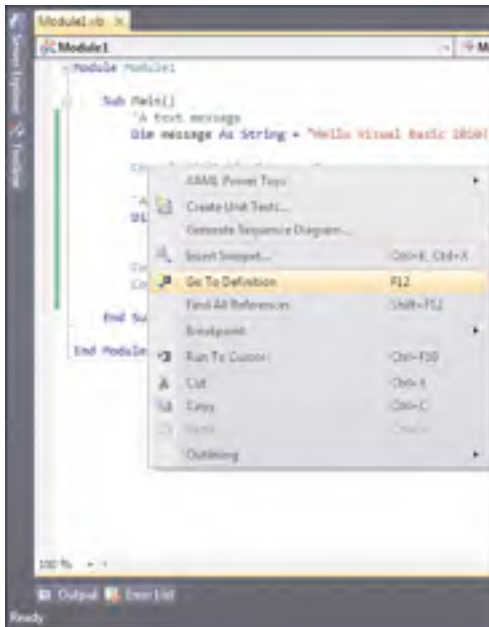 Module1.vb
Server Explorer
Toolbox
Module1
Module Module1
Sub Main()
'A text message
Dim message As String = "Hello Visual Basic 2010!
XAML Power Toys
Create Unit Tests...
Generate Sequence Diagram...
Insert Snippet... Ctrl+K, Ctrl+X
Go To Definition F12
Find All References Shift+F12
Breakpoint
Run To Cursor Ctrl+F10
Cut Ctrl+X
Copy Ctrl+C
Paste
Outlining
End Su
End Module
100 %
Output Error List
Ready